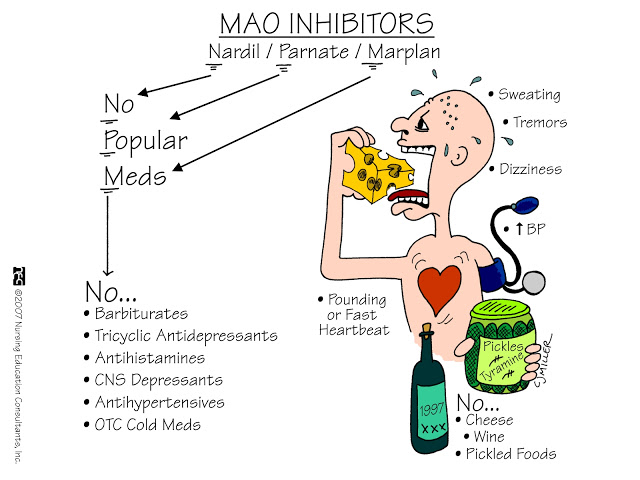 MAO INHIBITORS
Nardil / Parnate / Marplan
No
Popular
Meds
No...
• Barbiturates
• Tricyclic Antidepressants
• Antihistamines
• CNS Depressants
• Antihypertensives
• OTC Cold Meds
• Sweating
• Tremors
• Dizziness
• ↑ BP
• Pounding
or Fast
Heartbeat
Pickles
Tyramine
1997
XXX
CJMILLER
No...
• Cheese
• Wine
• Pickled Foods
©2007 Nursing Education Consultants, Inc.